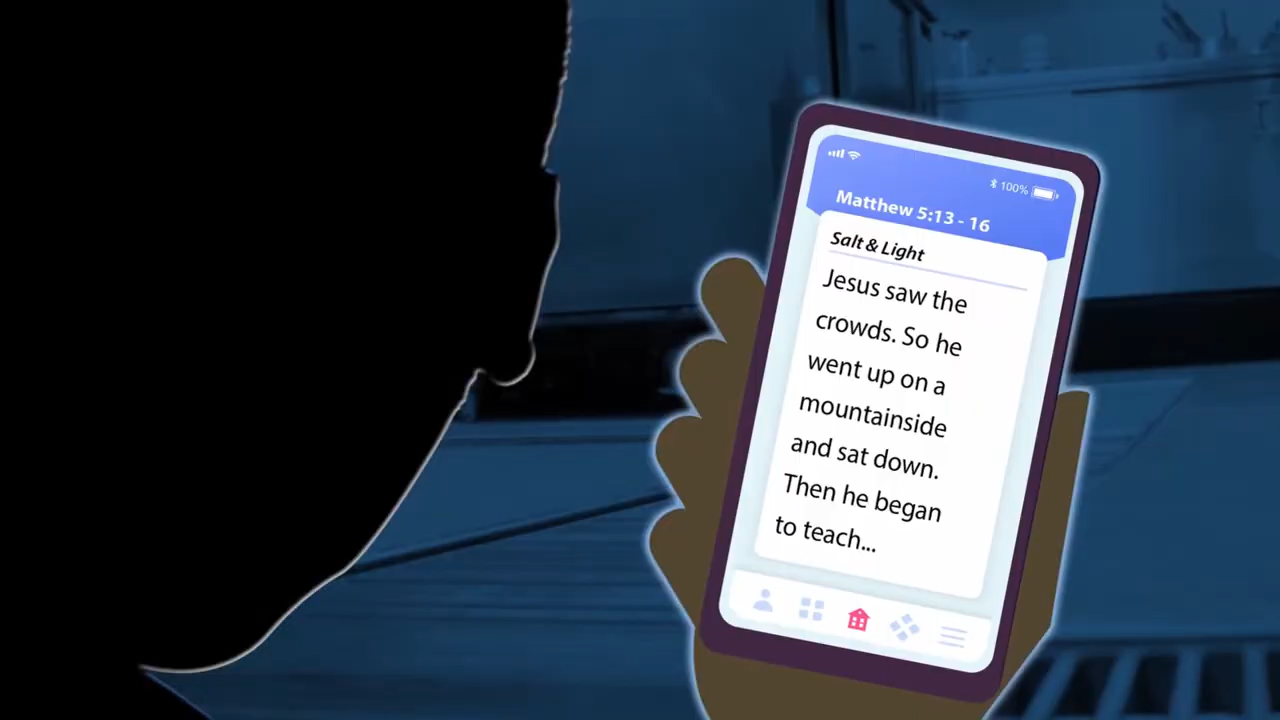 100%
Matthew 5:13 - 16
Salt & Light
Jesus saw the
crowds. So he
went up on a
mountainside
and sat down.
Then he began
to teach...